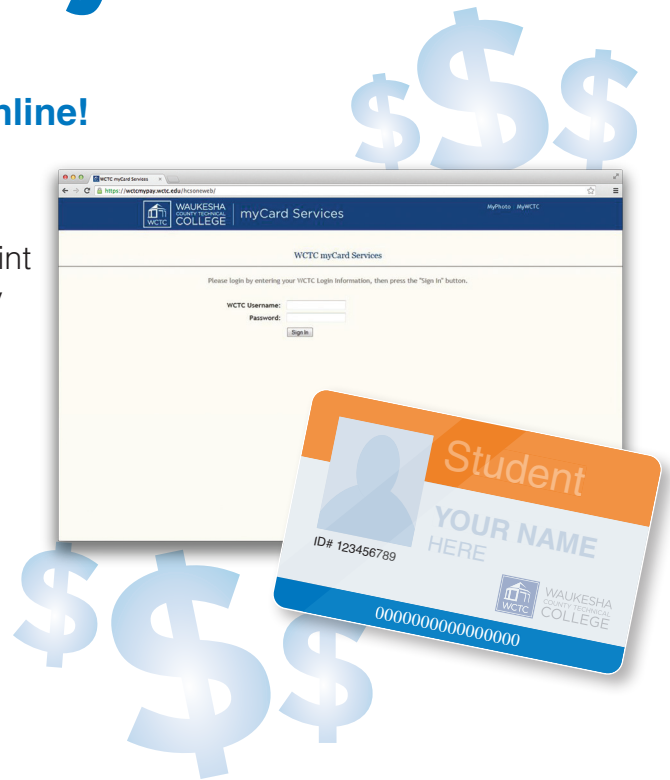 nline!
int
WCTC myCard Services
https://wctcmypay.wctc.edu/hcsonweb/
WCTC
WAUKESHA
COUNTY TECHNICAL
COLLEGE
myCard Services
MyPhoto MyWCTC
WCTC myCard Services
Please login by entering your WCTC Login Information, then press the "Sign In" button.
WCTC Username:
Password:
Sign In
Student
YOUR NAME
HERE
ID# 123456789
WCTC
WAUKESHA
COUNTY TECHNICAL
COLLEGE
0000000000000000
$ $ $
$ $ $